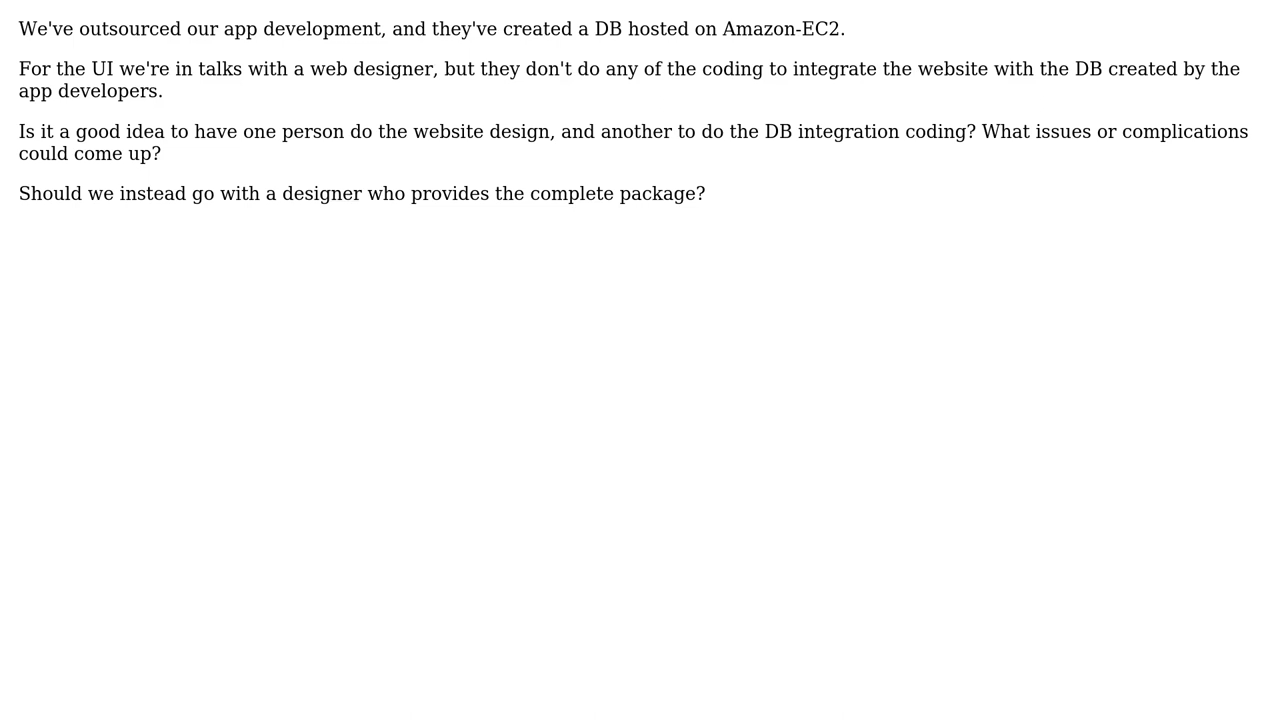 We've outsourced our app development, and they've created a DB hosted on Amazon-EC2.
For the UI we're in talks with a web designer, but they don't do any of the coding to integrate the website with the DB created by the
app developers.
Is it a good idea to have one person do the website design, and another to do the DB integration coding? What issues or complications
could come up?
Should we instead go with a designer who provides the complete package?